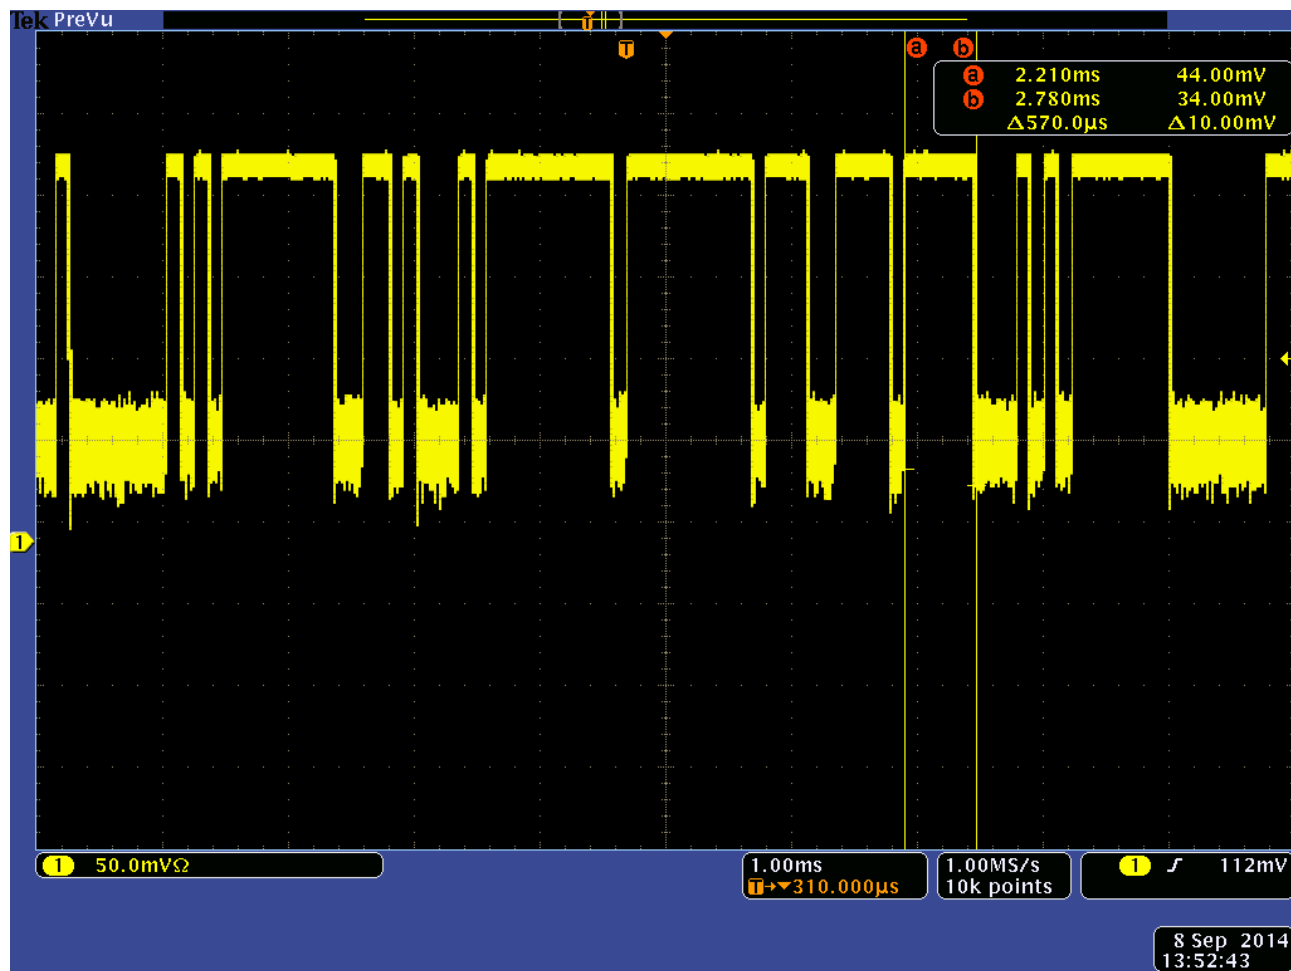 Tek PreVu
T
T
a b
a 2.210ms 44.00mV
b 2.780ms 34.00mV
Δ570.0μs Δ10.00mV
1
1 50.0mVΩ
1.00ms
T→▼310.000μs
1.00MS/s
10k points
1 112mV
8 Sep 2014
13:52:43